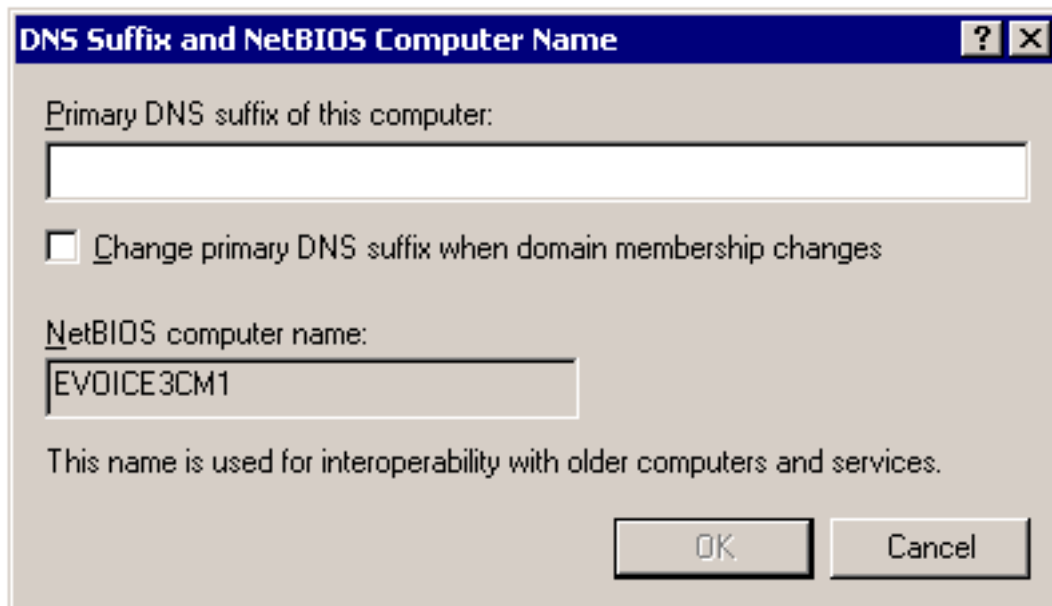 DNS Suffix and NetBIOS Computer Name
Primary DNS suffix of this computer:
Change primary DNS suffix when domain membership changes
NetBIOS computer name:
EVOICE3CM1
This name is used for interoperability with older computers and services.
OK Cancel